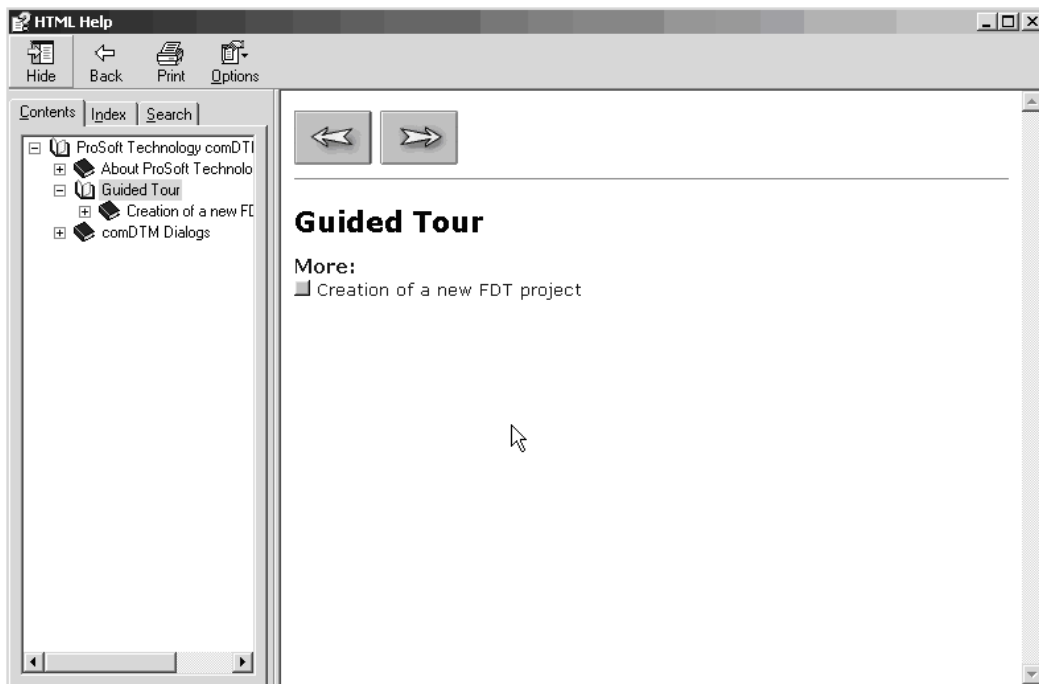 HTML Help
Hide Back Print Options
Contents Index Search
ProSoft Technology comDTI
About ProSoft Technolo
Guided Tour
Creation of a new FD
comDTM Dialogs
Guided Tour
More:
Creation of a new FDT project